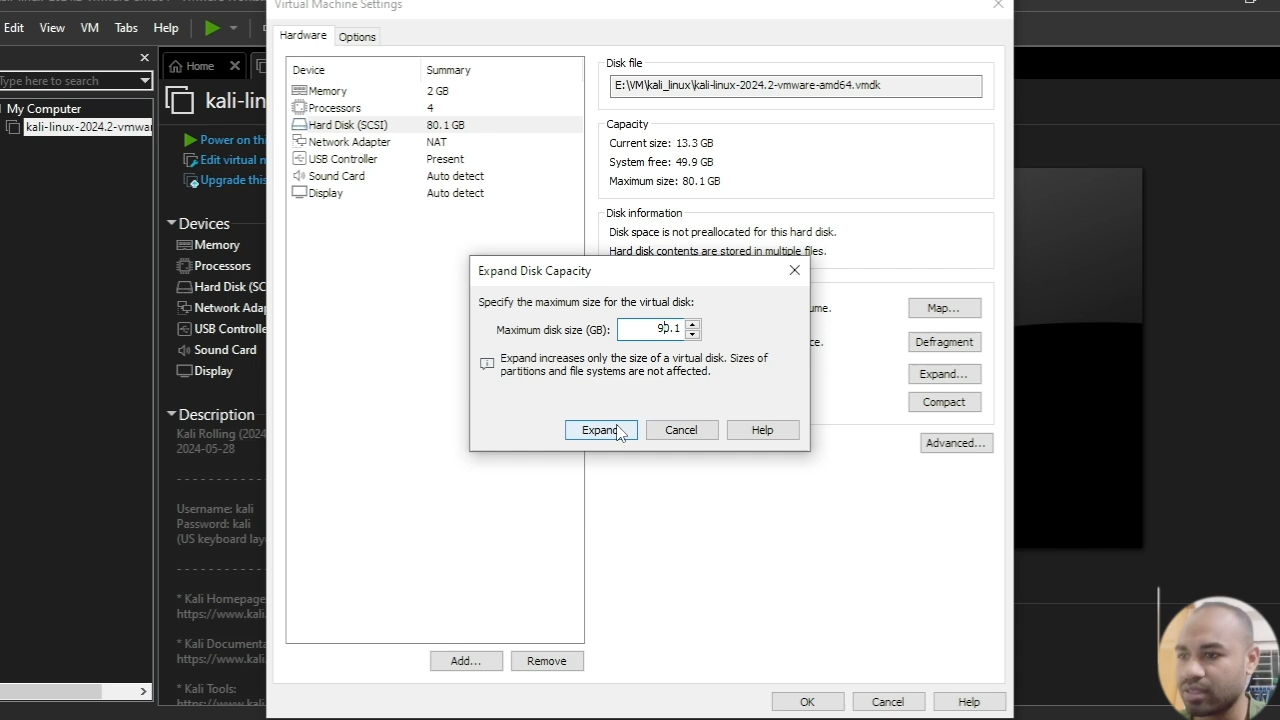 Virtual Machine Settings
Edit View VM Tabs Help
Hardware Options
Type here to search
Home
My Computer
kali-linux-2024.2-vmwar
kali-lin
Power on thi
Edit virtual m
Upgrade this
Devices
Memory
Processors
Hard Disk (SC
Network Adap
USB Controlle
Sound Card
Display
Description
Kali Rolling (2024
2024-05-28
- - - - - - - - - - - - - -
Username: kali
Password: kali
(US keyboard lay
- - - - - - - - - - - - - -
* Kali Homepage
https://www.kali.
* Kali Documenta
https://www.kali.
* Kali Tools:
https://www.kali
Device Summary
Memory 2 GB
Processors 4
Hard Disk (SCSI) 80.1 GB
Network Adapter NAT
USB Controller Present
Sound Card Auto detect
Display Auto detect
Add... Remove
Disk file
E:\VM\kali_linux\kali-linux-2024.2-vmware-amd64.vmdk
Capacity
Current size: 13.3 GB
System free: 49.9 GB
Maximum size: 80.1 GB
Disk information
Disk space is not preallocated for this hard disk.
Hard disk contents are stored in multiple files.
ume. Map...
ce. Defragment
Expand...
Compact
Advanced...
Expand Disk Capacity
Specify the maximum size for the virtual disk:
Maximum disk size (GB): 90.1
Expand increases only the size of a virtual disk. Sizes of
partitions and file systems are not affected.
Expand Cancel Help
OK Cancel Help